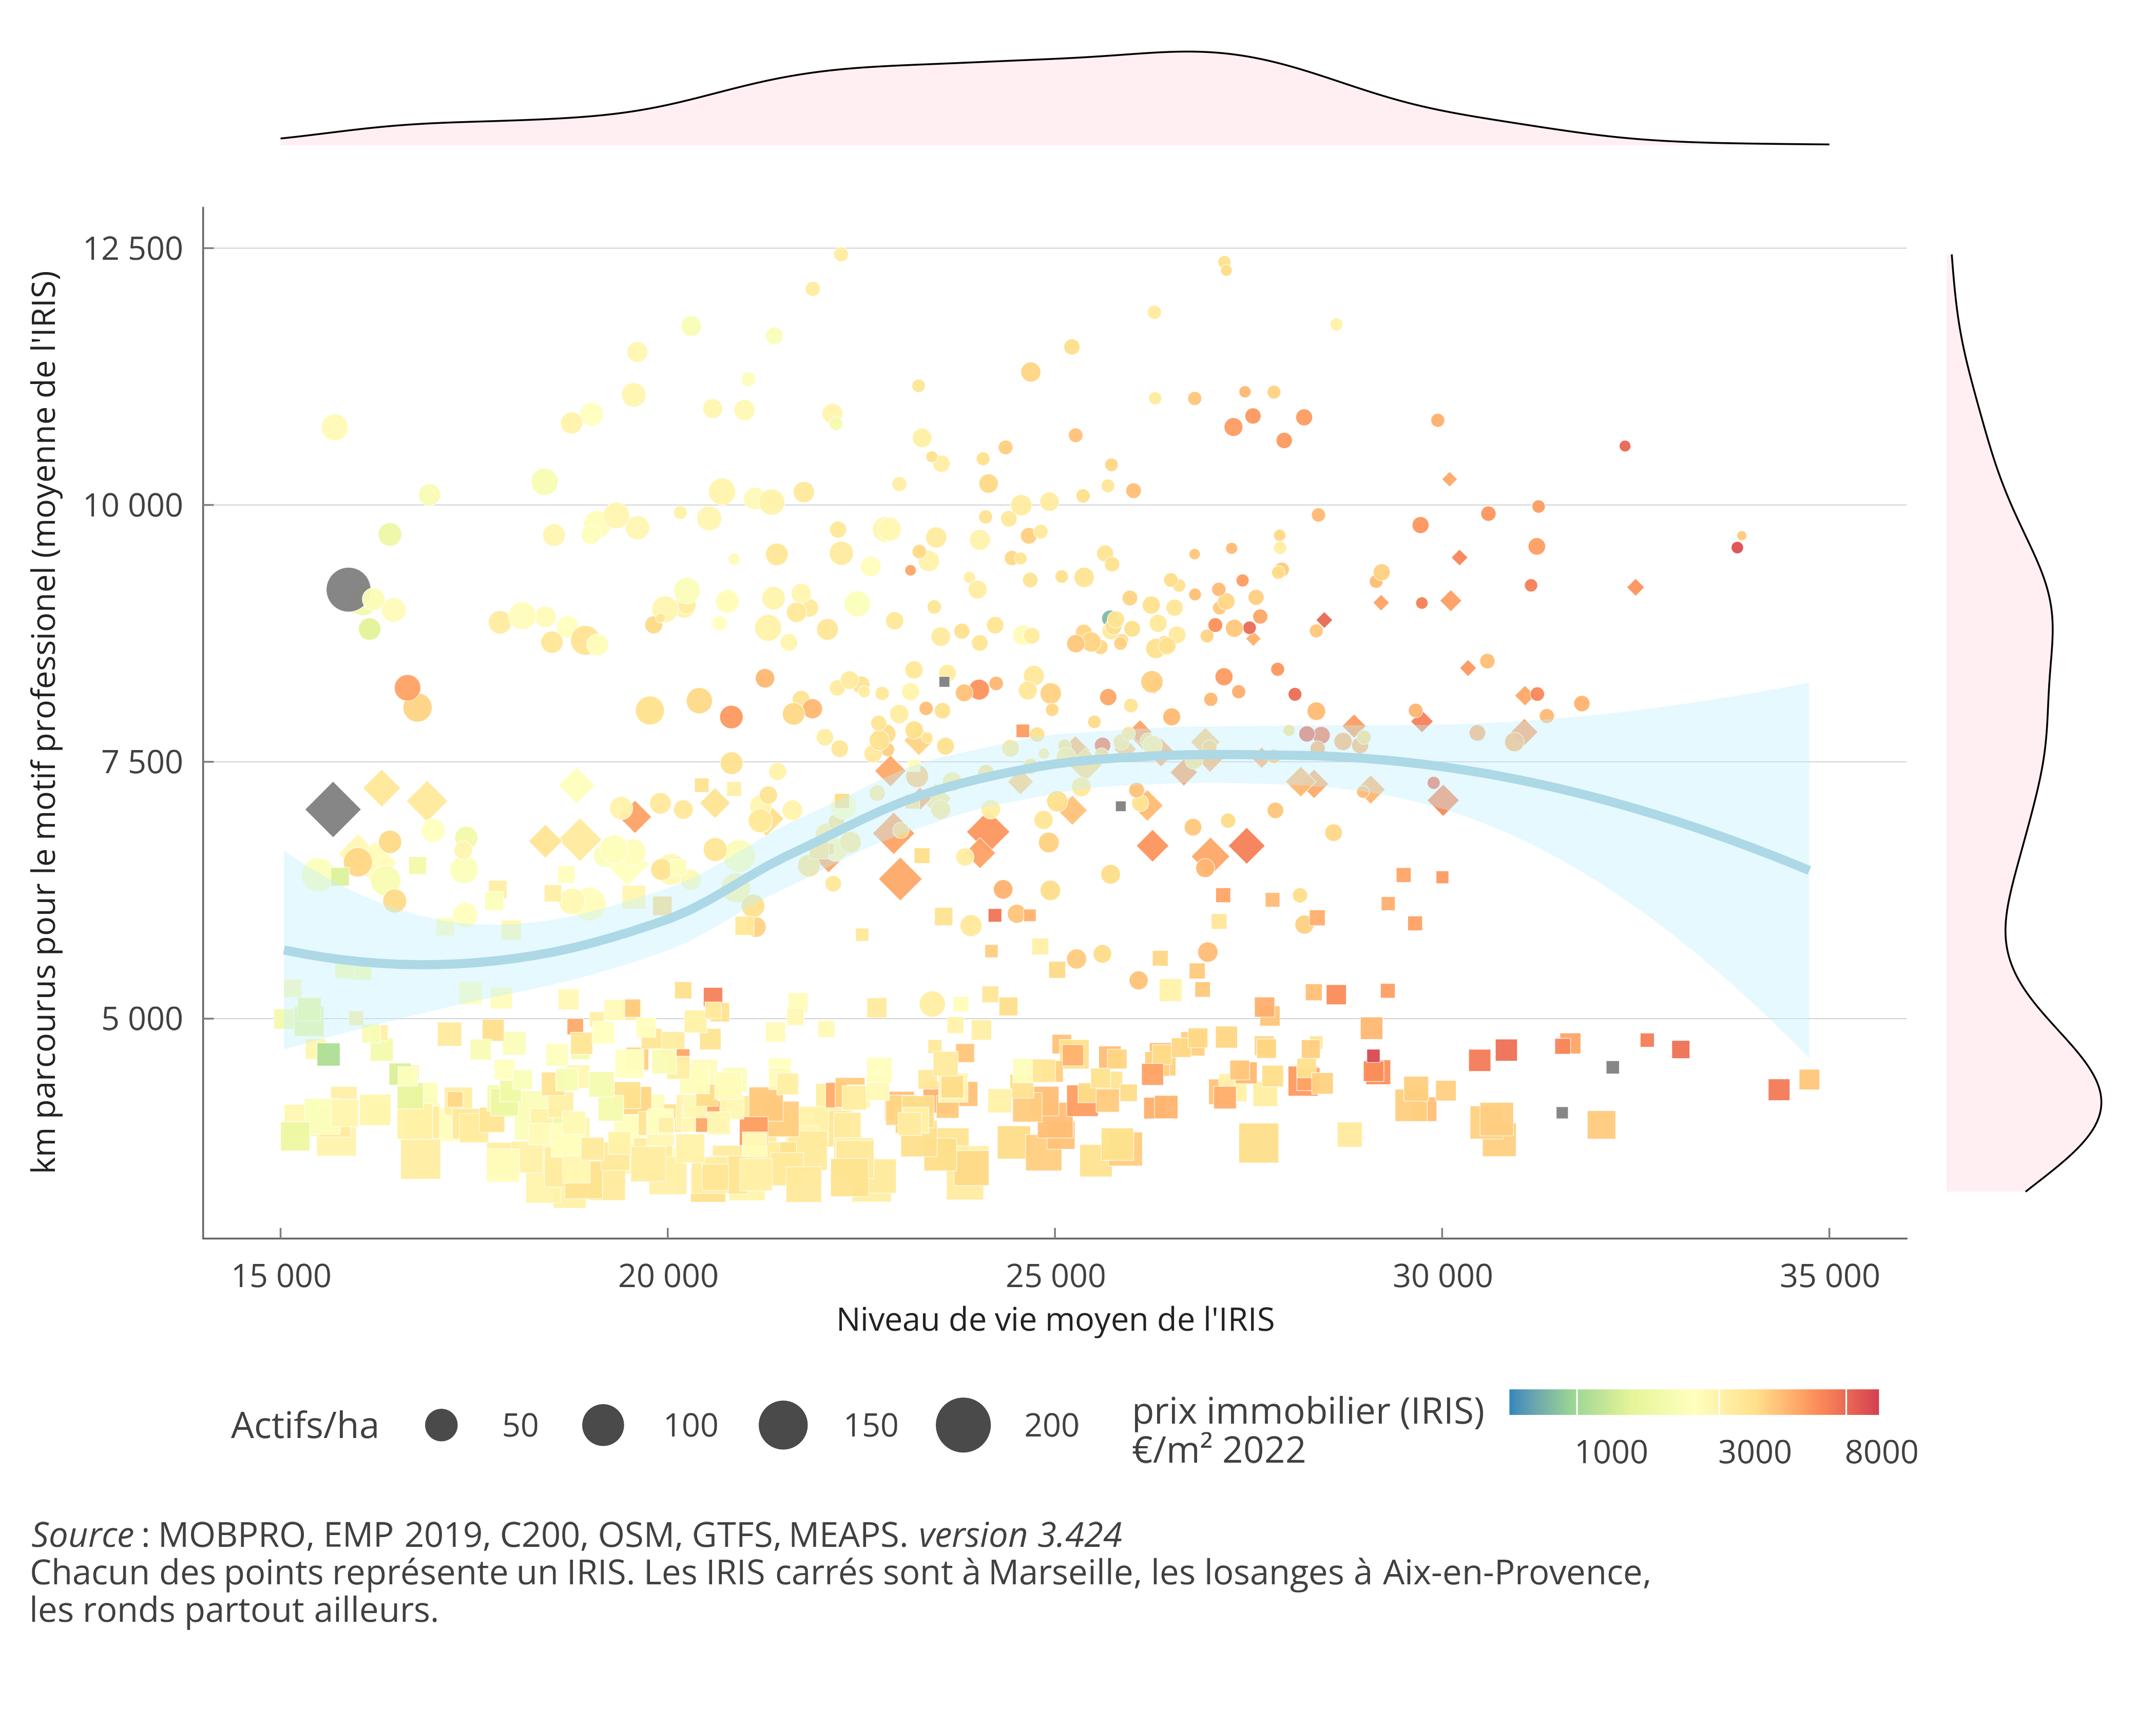 km parcourus pour le motif professionel (moyenne de l'IRIS)
12 500
10 000
7 500
5 000
15 000
20 000
25 000
30 000
35 000
Niveau de vie moyen de l'IRIS
Actifs/ha
50
100
150
200
prix immobilier (IRIS)
€/m² 2022
1000
3000
8000
Source : MOBPRO, EMP 2019, C200, OSM, GTFS, MEAPS. version 3.424
Chacun des points représente un IRIS. Les IRIS carrés sont à Marseille, les losanges à Aix-en-Provence,
les ronds partout ailleurs.